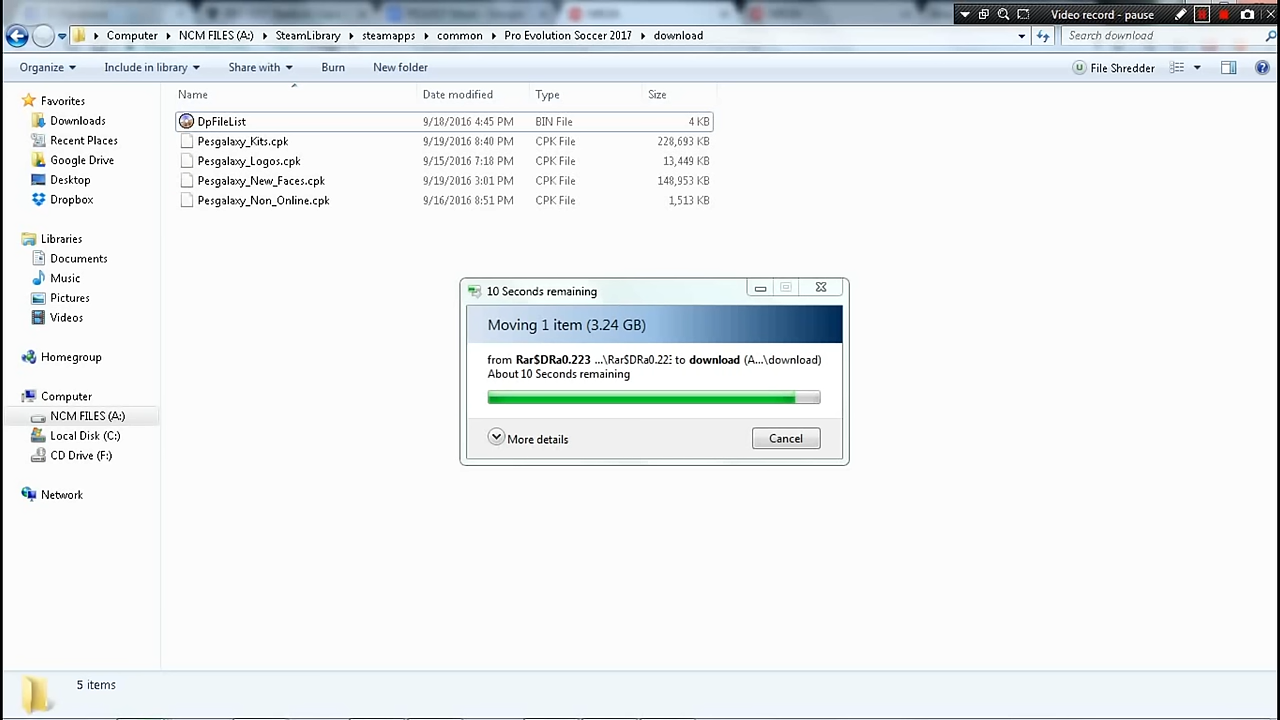 Video record - pause
Computer NCM FILES (A:) SteamLibrary steamapps common Pro Evolution Soccer 2017 download
Search download
Organize Include in library Share with Burn New folder
File Shredder
Name Date modified Type Size
DpFileList 9/18/2016 4:45 PM BIN File 4 KB
Pesgalaxy_Kits.cpk 9/19/2016 8:40 PM CPK File 228,693 KB
Pesgalaxy_Logos.cpk 9/15/2016 7:18 PM CPK File 13,449 KB
Pesgalaxy_New_Faces.cpk 9/19/2016 3:01 PM CPK File 148,953 KB
Pesgalaxy_Non_Online.cpk 9/16/2016 8:51 PM CPK File 1,513 KB
Favorites
Downloads
Recent Places
Google Drive
Desktop
Dropbox
Libraries
Documents
Music
Pictures
Videos
Homegroup
Computer
NCM FILES (A:)
Local Disk (C:)
CD Drive (F:)
Network
10 Seconds remaining
Moving 1 item (3.24 GB)
from Rar$DRa0.223 ...\Rar$DRa0.223 to download (A...\download)
About 10 Seconds remaining
More details
Cancel
5 items